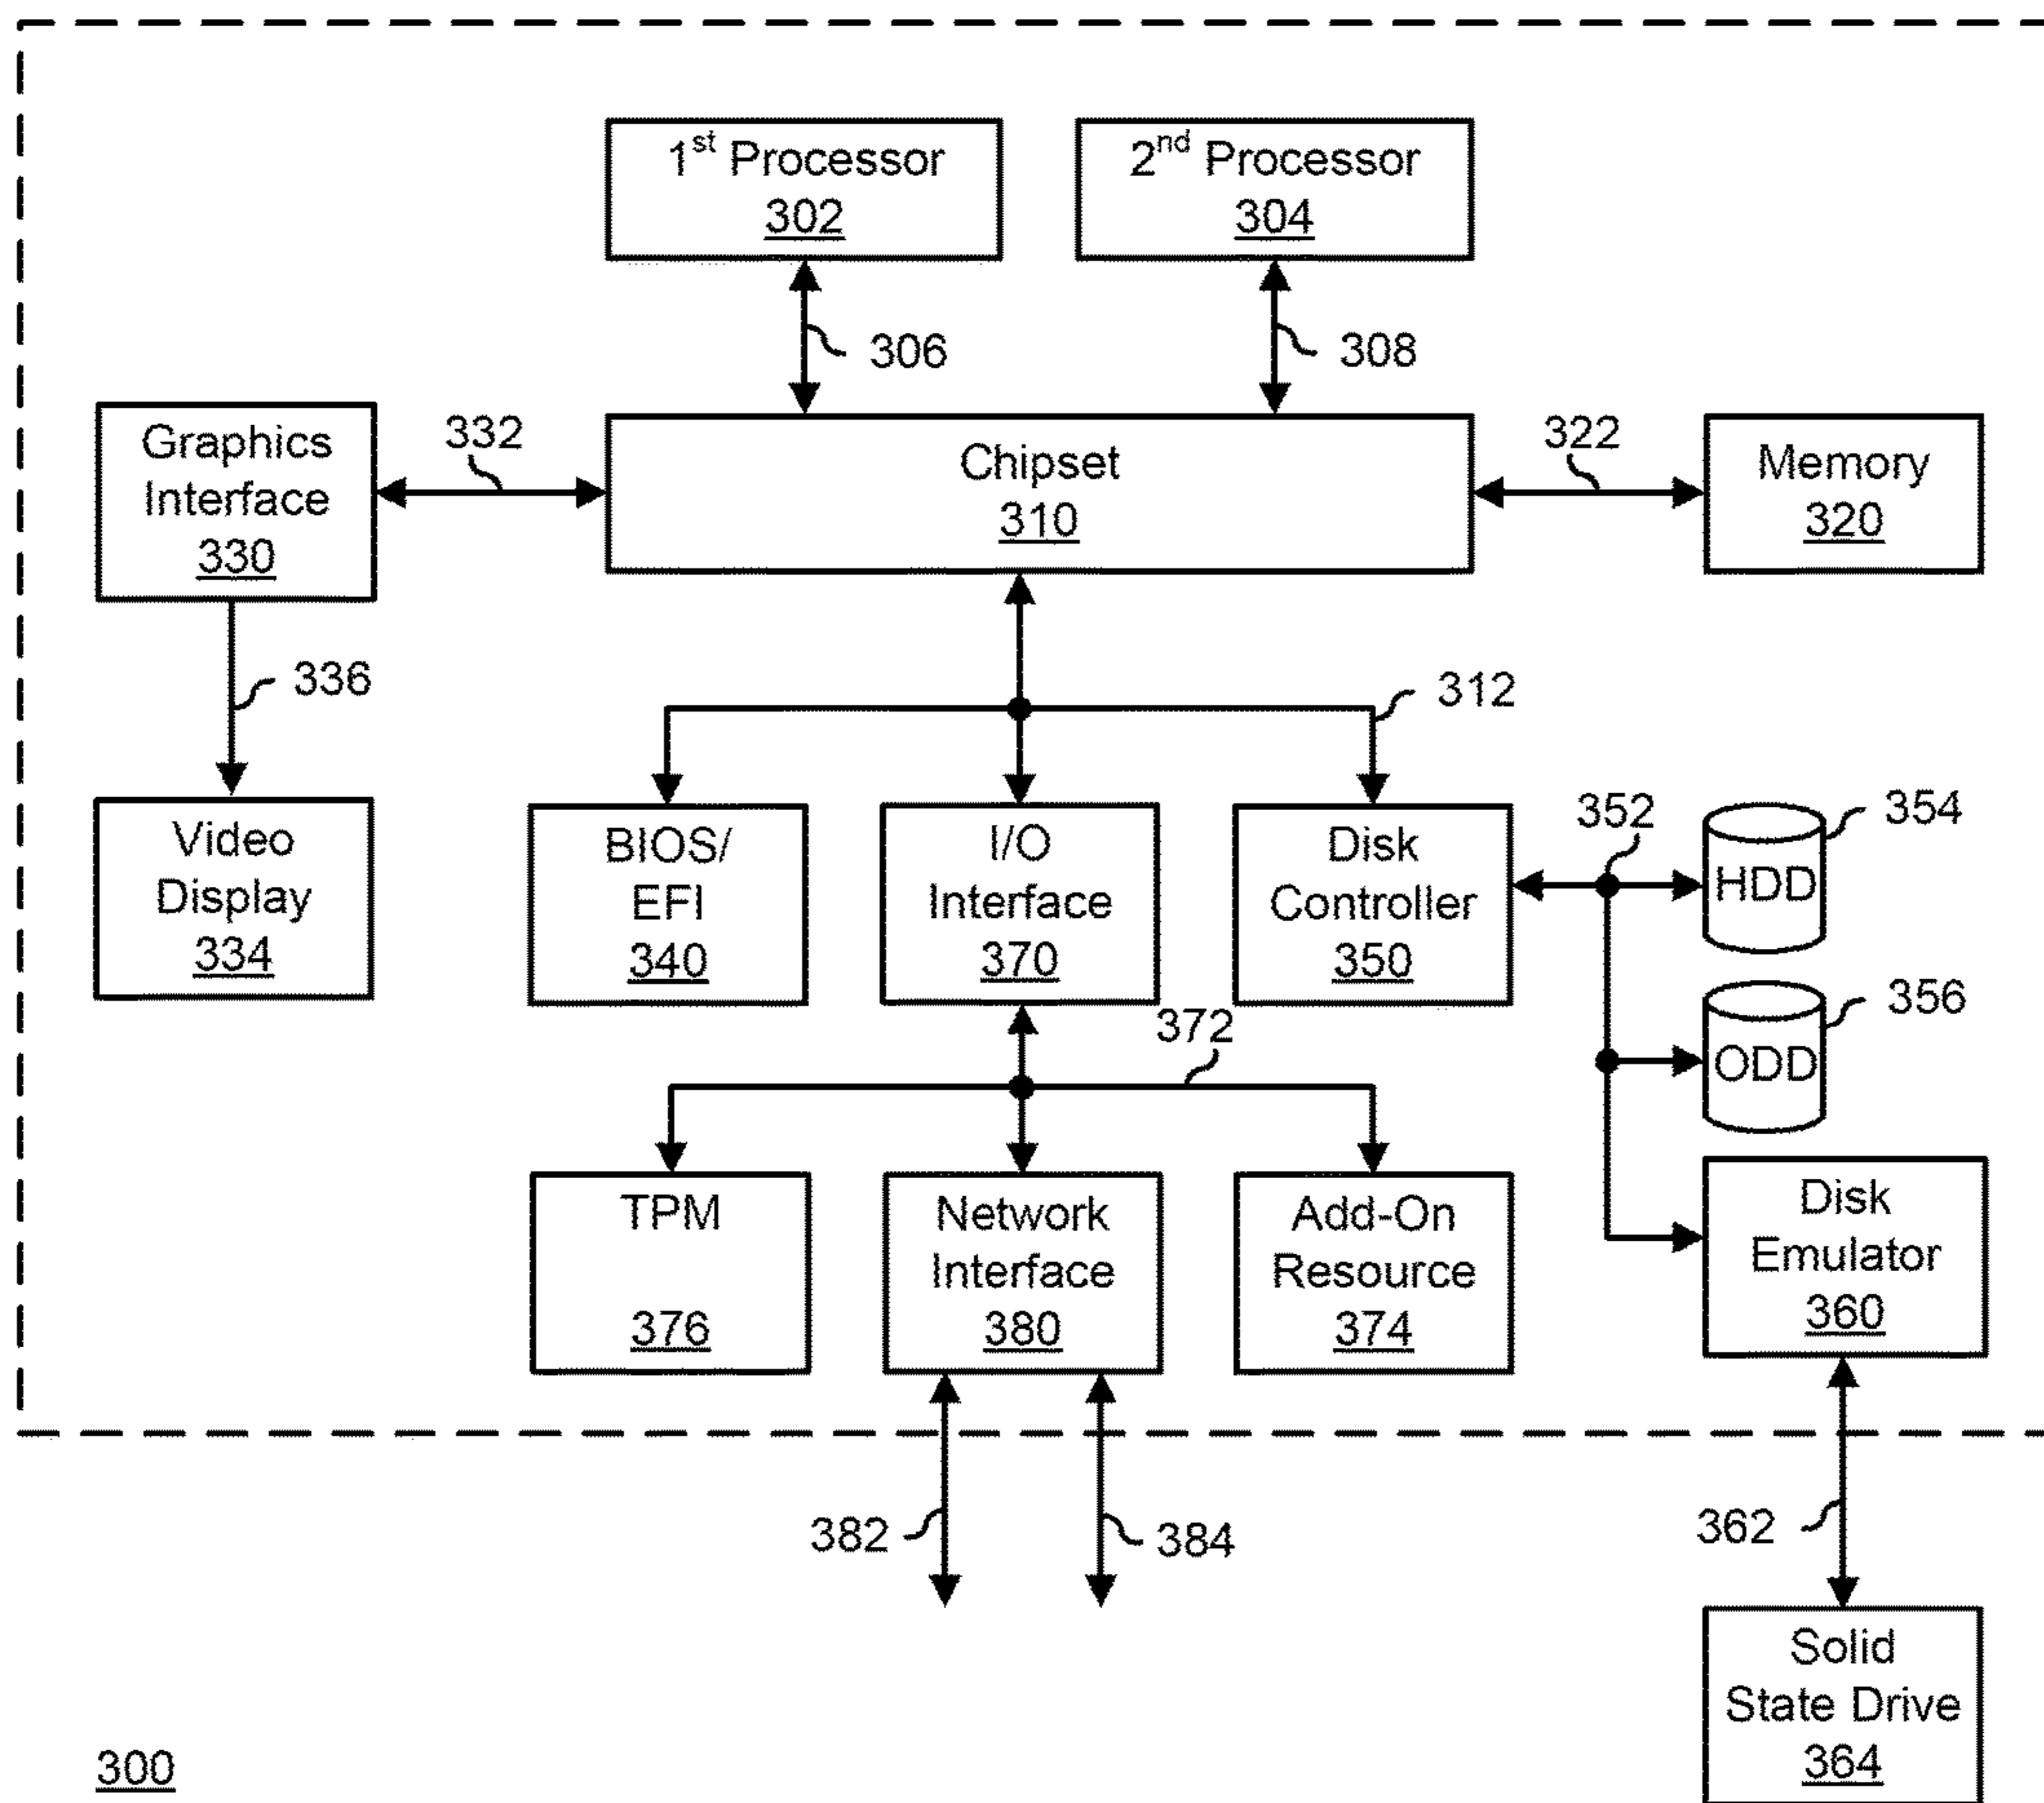 1st Processor
302
2nd Processor
304
306
308
Graphics
Interface
330
332
Chipset
310
322
Memory
320
336
312
Video
Display
334
BIOS/
EFI
340
I/O
Interface
370
Disk
Controller
350
352
HDD
354
ODD
356
372
TPM
376
Network
Interface
380
Add-On
Resource
374
Disk
Emulator
360
382
384
362
Solid
State Drive
364
300